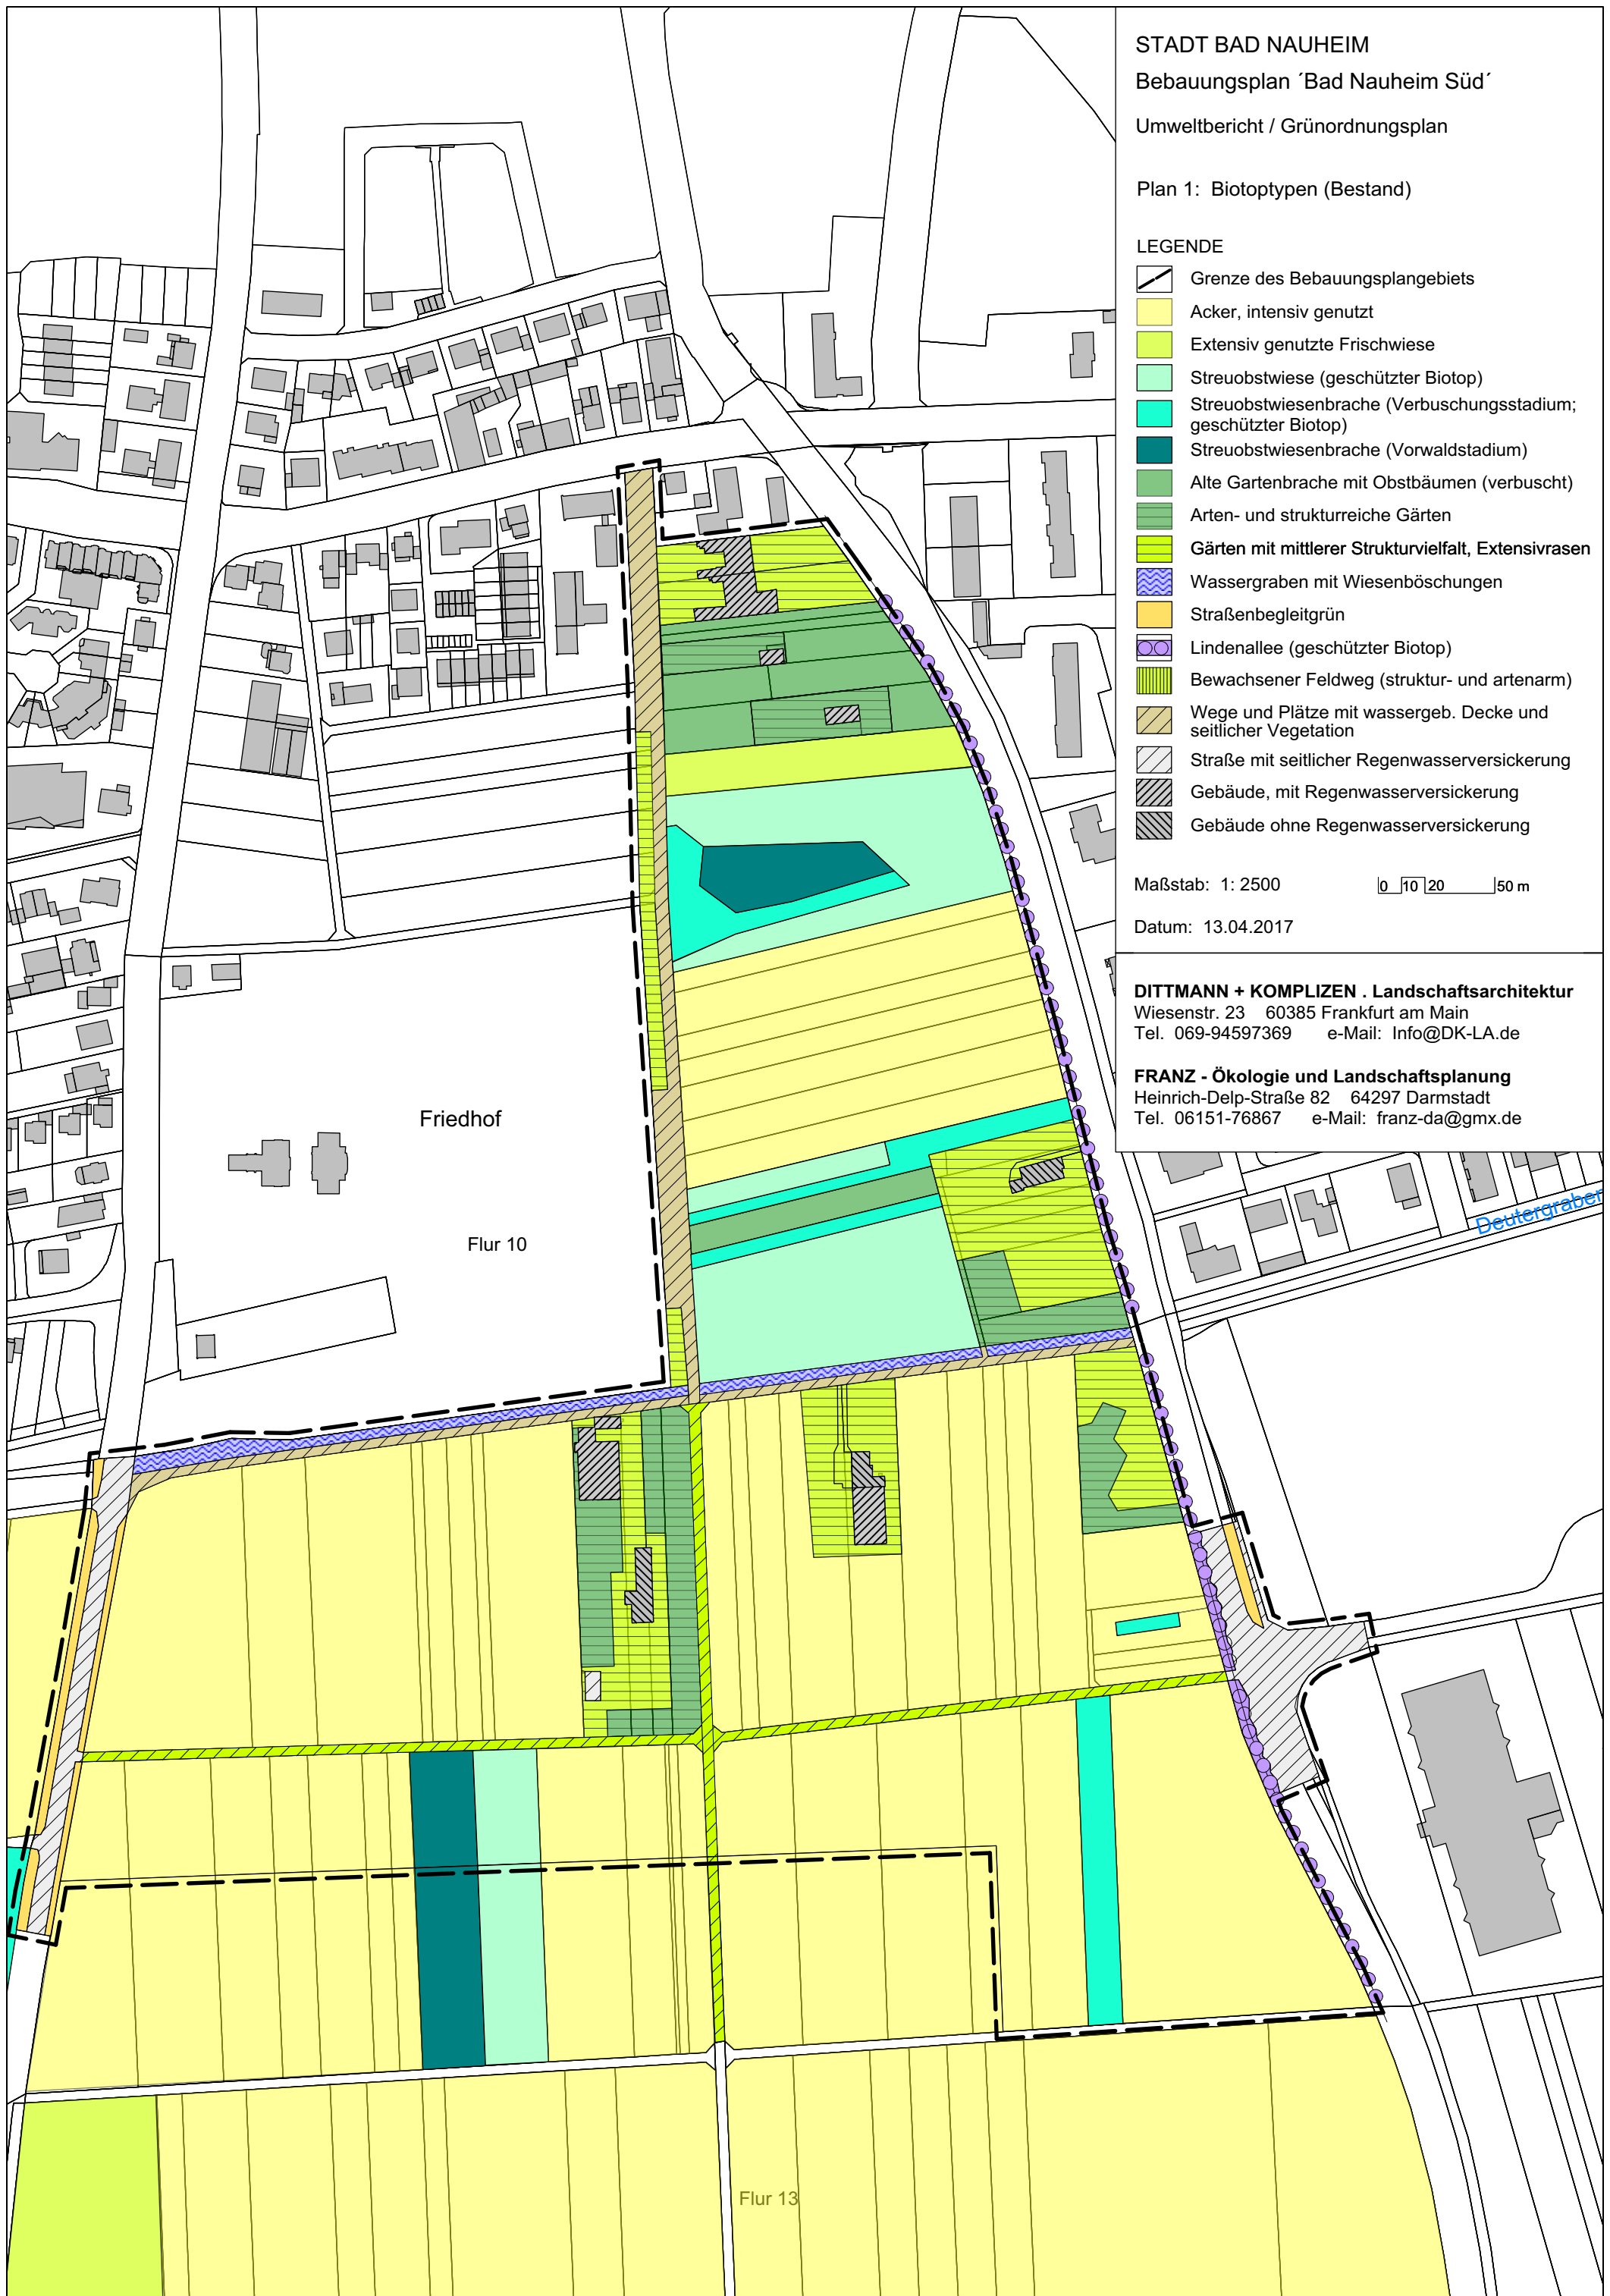 STADT BAD NAUHEIM
Bebauungsplan ´Bad Nauheim Süd´
Umweltbericht / Grünordnungsplan
Plan 1: Biotoptypen (Bestand)
LEGENDE
Grenze des Bebauungsplangebiets
Acker, intensiv genutzt
Extensiv genutzte Frischwiese
Streuobstwiese (geschützter Biotop)
Streuobstwiesenbrache (Verbuschungsstadium;
geschützter Biotop)
Streuobstwiesenbrache (Vorwaldstadium)
Alte Gartenbrache mit Obstbäumen (verbuscht)
Arten- und strukturreiche Gärten
Gärten mit mittlerer Strukturvielfalt, Extensivrasen
Wassergraben mit Wiesenböschungen
Straßenbegleitgrün
Lindenallee (geschützter Biotop)
Bewachsener Feldweg (struktur- und artenarm)
Wege und Plätze mit wassergeb. Decke und
seitlicher Vegetation
Straße mit seitlicher Regenwasserversickerung
Gebäude, mit Regenwasserversickerung
Gebäude ohne Regenwasserversickerung
Maßstab: 1: 2500
0 10 20 50 m
Datum: 13.04.2017
DITTMANN + KOMPLIZEN . Landschaftsarchitektur
Wiesenstr. 23 60385 Frankfurt am Main
Tel. 069-94597369 e-Mail: Info@DK-LA.de
FRANZ - Ökologie und Landschaftsplanung
Heinrich-Delp-Straße 82 64297 Darmstadt
Tel. 06151-76867 e-Mail: franz-da@gmx.de
Friedhof
Deutergraben
Flur 10
Flur 13